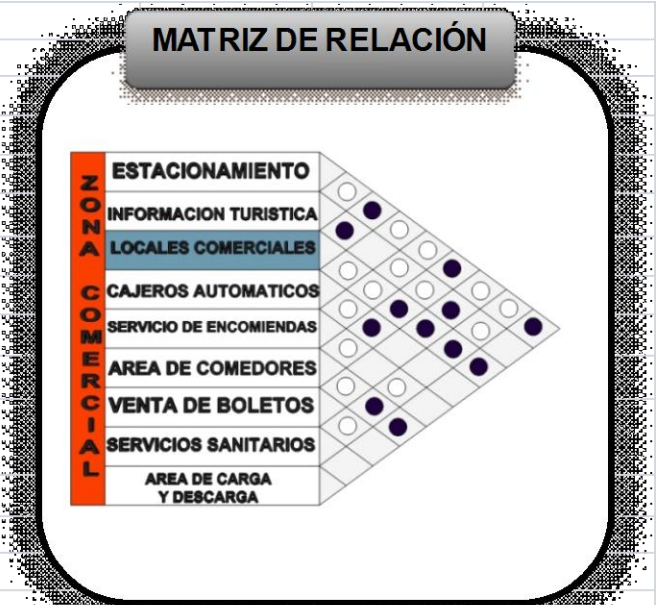 MATRIZ DE RELACIÓN
ZONA COMERCIAL
ESTACIONAMIENTO
INFORMACION TURISTICA
LOCALES COMERCIALES
CAJEROS AUTOMATICOS
SERVICIO DE ENCOMIENDAS
AREA DE COMEDORES
VENTA DE BOLETOS
SERVICIOS SANITARIOS
AREA DE CARGA
Y DESCARGA